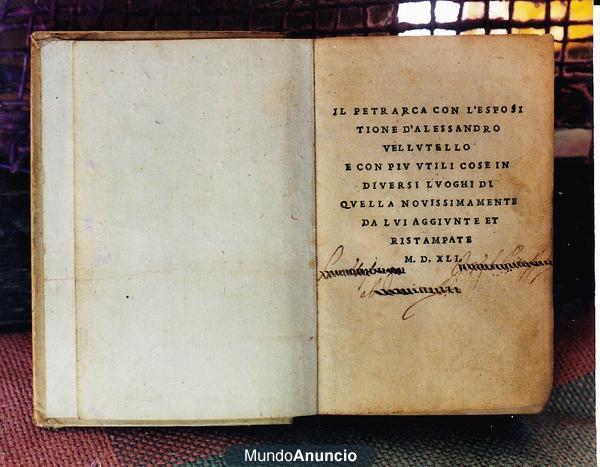 IL PETRARCA CON L'ESPOSI
TIONE D'ALESSANDRO
VELLVTELLO
E CON PIV VTILI COSE IN
DIVERSI LVOGHI DI
QVELLA NOVISSIMAMENTE
DA LVI AGGIVNTE ET
RISTAMPATE
M. D. XLI.
MundoAnuncio